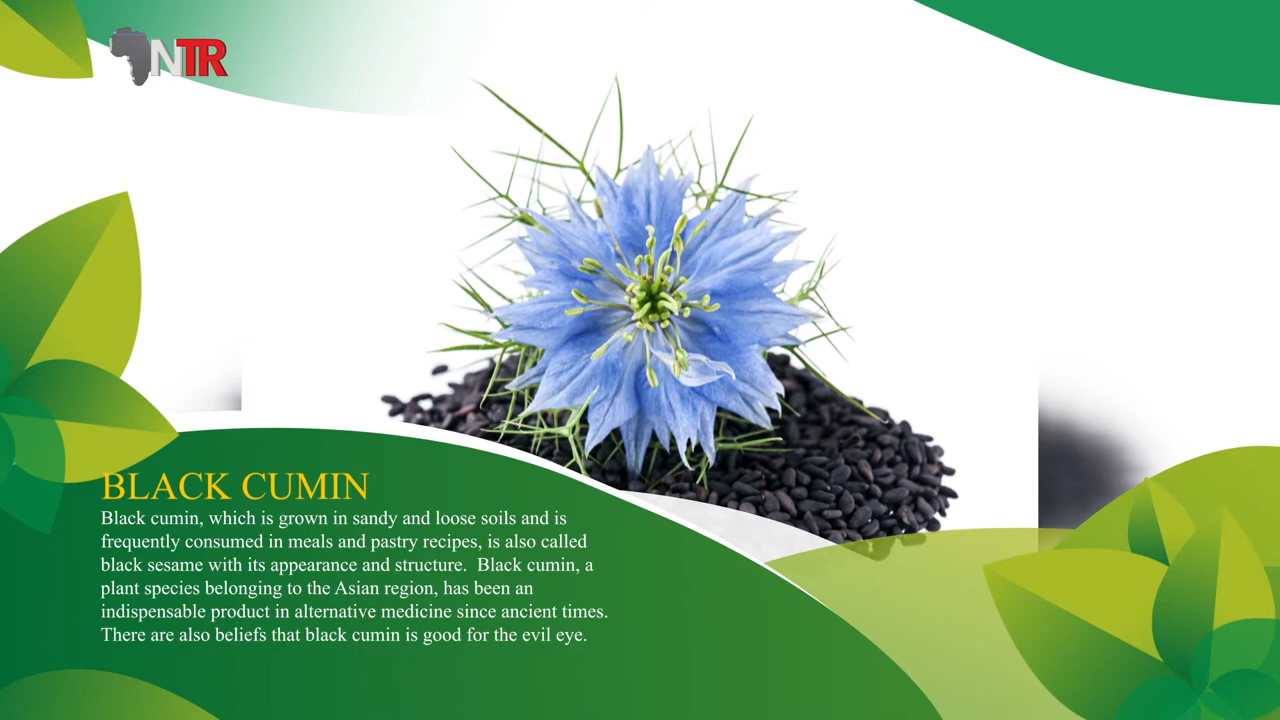 NTR
BLACK CUMIN
Black cumin, which is grown in sandy and loose soils and is
frequently consumed in meals and pastry recipes, is also called
black sesame with its appearance and structure.  Black cumin, a
plant species belonging to the Asian region, has been an
indispensable product in alternative medicine since ancient times.
There are also beliefs that black cumin is good for the evil eye.